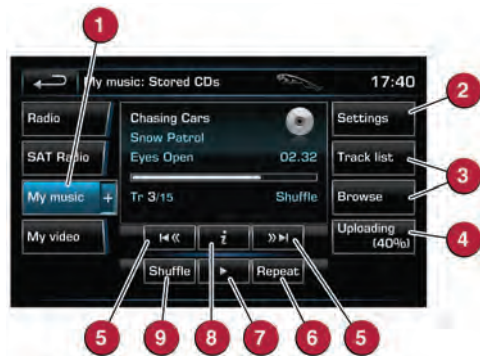 1
My music: Stored CDs 17:40
2
Radio
Chasing Cars
Settings
Snow Patrol
SAT Radio
Eyes Open 02.32
Track list
3
My music +
Tr 3/15 Shuffle
Browse
My video
i
Uploading
(40%)
4
Shuffle
Repeat
5 9 8 7 6 5